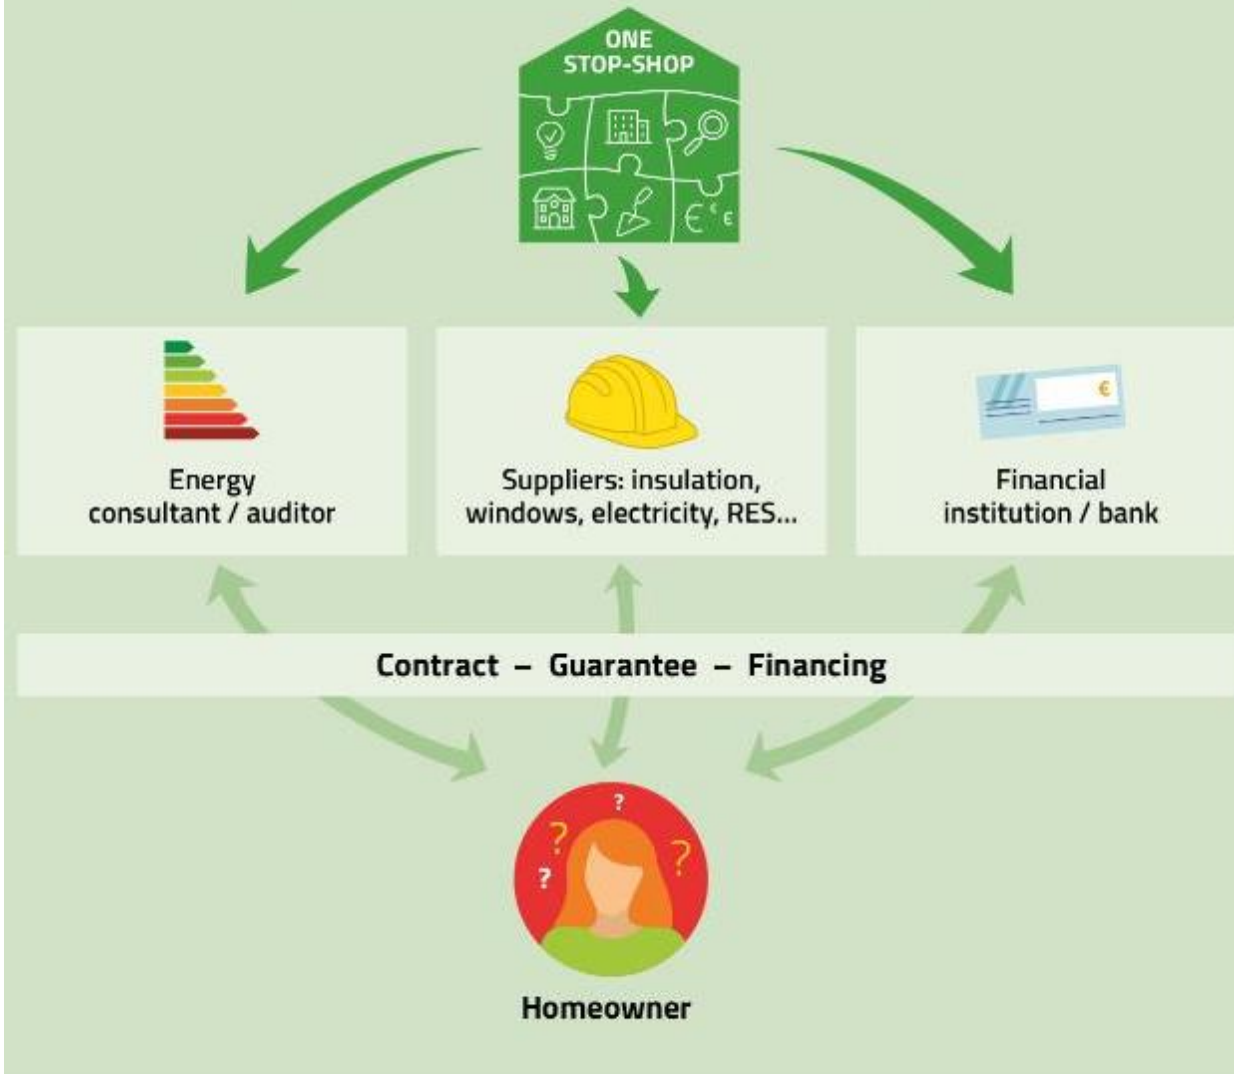 ONE
STOP-SHOP
€ € €
Energy
consultant / auditor
Suppliers: insulation,
windows, electricity, RES...
€
Financial
institution / bank
Contract – Guarantee – Financing
?
?
?
?
Homeowner